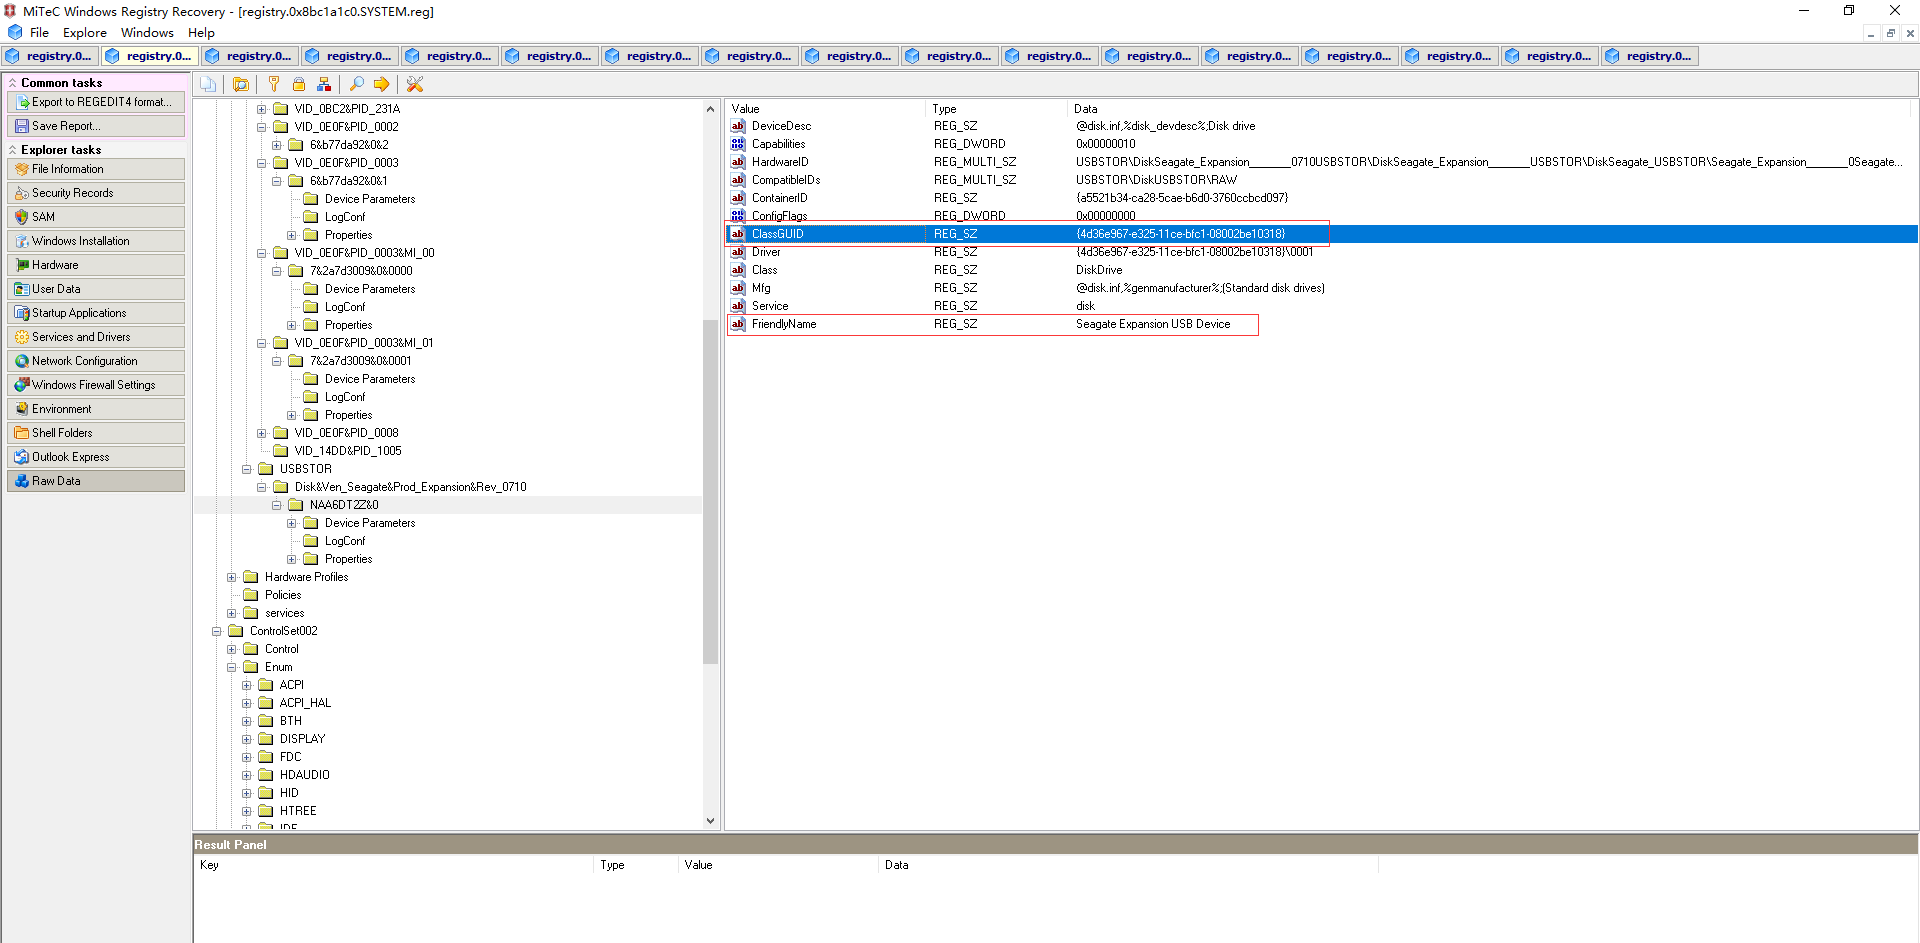 MiTeC Windows Registry Recovery - [registry.0x8bc1a1c0.SYSTEM.reg]
File Explore Windows Help
registry.0... registry.0... registry.0... registry.0... registry.0... registry.0... registry.0... registry.0... registry.0... registry.0... registry.0... registry.0... registry.0... registry.0... registry.0... registry.0... registry.0...
Common tasks
Export to REGEDIT4 format...
Save Report...
Explorer tasks
File Information
Security Records
SAM
Windows Installation
Hardware
User Data
Startup Applications
Services and Drivers
Network Configuration
Windows Firewall Settings
Environment
Shell Folders
Outlook Express
Raw Data
VID_0BC2&PID_231A
VID_0E0F&PID_0002
6&b77da92&0&2
VID_0E0F&PID_0003
6&b77da92&0&1
Device Parameters
LogConf
Properties
VID_0E0F&PID_0003&MI_00
7&2a7d3009&0&0000
Device Parameters
LogConf
Properties
VID_0E0F&PID_0003&MI_01
7&2a7d3009&0&0001
Device Parameters
LogConf
Properties
VID_0E0F&PID_0008
VID_14DD&PID_1005
USBSTOR
Disk&Ven_Seagate&Prod_Expansion&Rev_0710
NAA6DT2Z&0
Device Parameters
LogConf
Properties
Hardware Profiles
Policies
services
ControlSet002
Control
Enum
ACPI
ACPI_HAL
BTH
DISPLAY
FDC
HDAUDIO
HID
HTREE
IDE
Value Type Data
DeviceDesc REG_SZ @disk.inf,%disk_devdesc%;Disk drive
Capabilities REG_DWORD 0x00000010
HardwareID REG_MULTI_SZ USBSTOR\DiskSeagate_Expansion_______0710USBSTOR\DiskSeagate_Expansion_______USBSTOR\DiskSeagate_USBSTOR\Seagate_Expansion_______0Seagate...
CompatibleIDs REG_MULTI_SZ USBSTOR\DiskUSBSTOR\RAW
ContainerID REG_SZ {a5521b34-ca28-5cae-b6d0-3760ccbcd097}
ConfigFlags REG_DWORD 0x00000000
ClassGUID REG_SZ {4d36e967-e325-11ce-bfc1-08002be10318}
Driver REG_SZ {4d36e967-e325-11ce-bfc1-08002be10318}\0001
Class REG_SZ DiskDrive
Mfg REG_SZ @disk.inf,%genmanufacturer%;(Standard disk drives)
Service REG_SZ disk
FriendlyName REG_SZ Seagate Expansion USB Device
Result Panel
Key Type Value Data